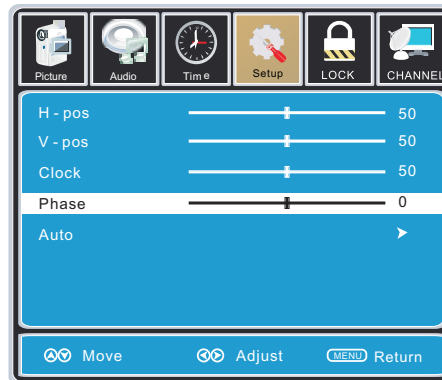 Picture Audio Time Setup LOCK CHANNEL
H - pos 50
V - pos 50
Clock 50
Phase 0
Auto
Move Adjust MENU Return